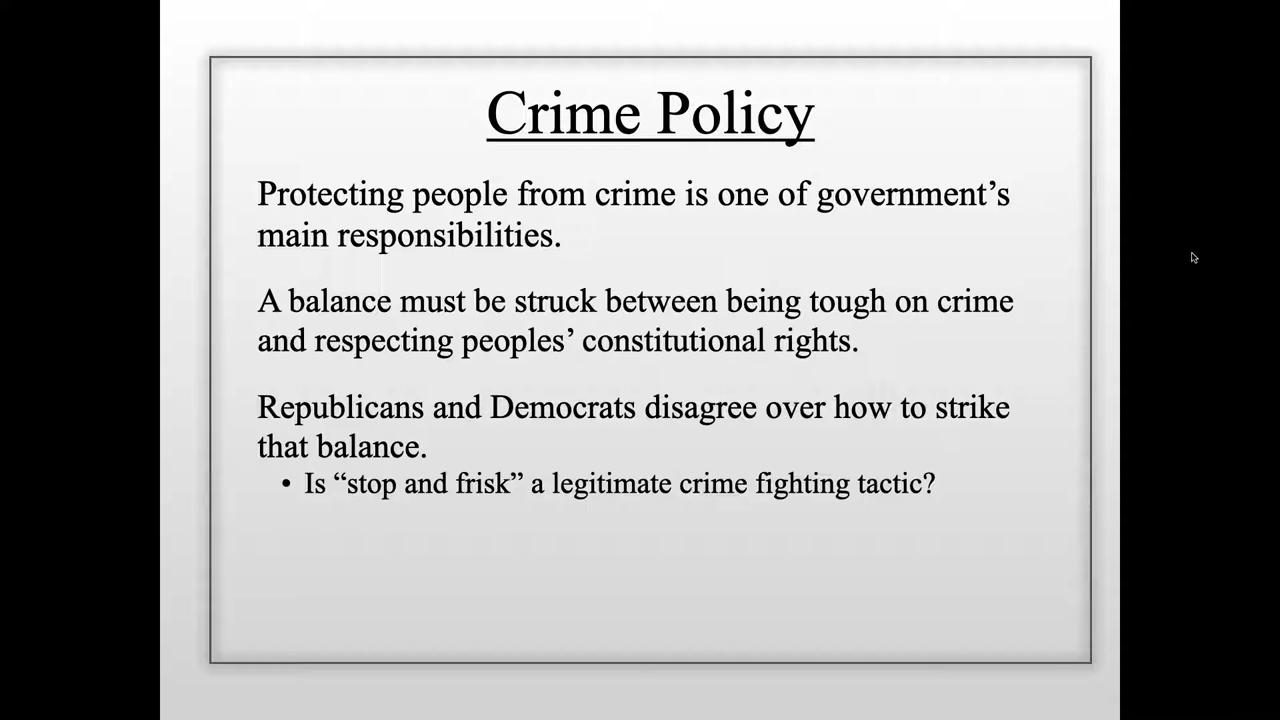 Crime Policy
Protecting people from crime is one of government’s
main responsibilities.
A balance must be struck between being tough on crime
and respecting peoples’ constitutional rights.
Republicans and Democrats disagree over how to strike
that balance.
• Is “stop and frisk” a legitimate crime fighting tactic?